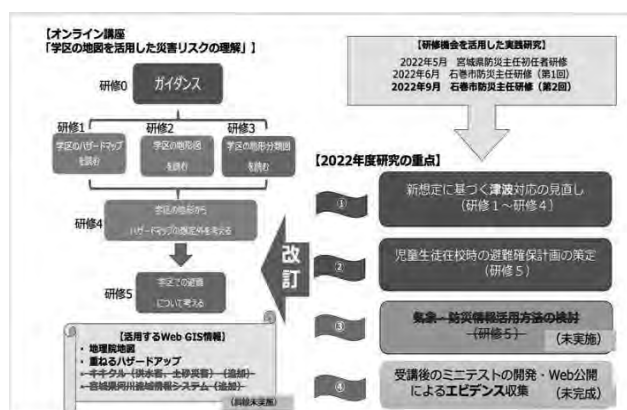 【オンライン講座
「学区の地図を活用した災害リスクの理解」】
研修0
ガイダンス
研修1
研修2
研修3
学区のハザードマップ
を読む
学区の地形図
を読む
学区の地形分類図
を読む
研修4
学区の地形から
ハザードマップの想定外を考える
研修5
学区での避難
について考える
【活用するWeb GIS情報】
・地理院地図
・重ねるハザードアップ
・キキクル（洪水害、土砂災害）（追加）
・宮城県河川流域情報システム（追加）
（斜線未実施）
改訂
【研修機会を活用した実践研究】
2022年5月　宮城県防災主任初任者研修
2022年6月　石巻市防災主任研修（第1回）
2022年9月　石巻市防災主任研修（第2回）
【2022年度研究の重点】
①
新想定に基づく津波対応の見直し
（研修１～研修４）
②
児童生徒在校時の避難確保計画の策定
（研修５）
③
気象・防災情報活用方法の検討
（研修５）
（未実施）
④
受講後のミニテストの開発・Web公開
によるエビデンス収集
（未完成）